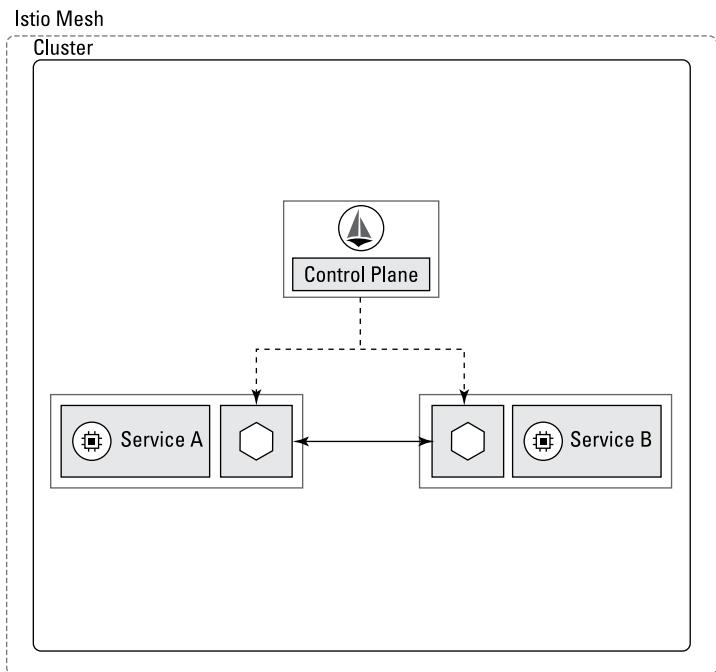 Istio Mesh
Cluster
Control Plane
Service A
Service B